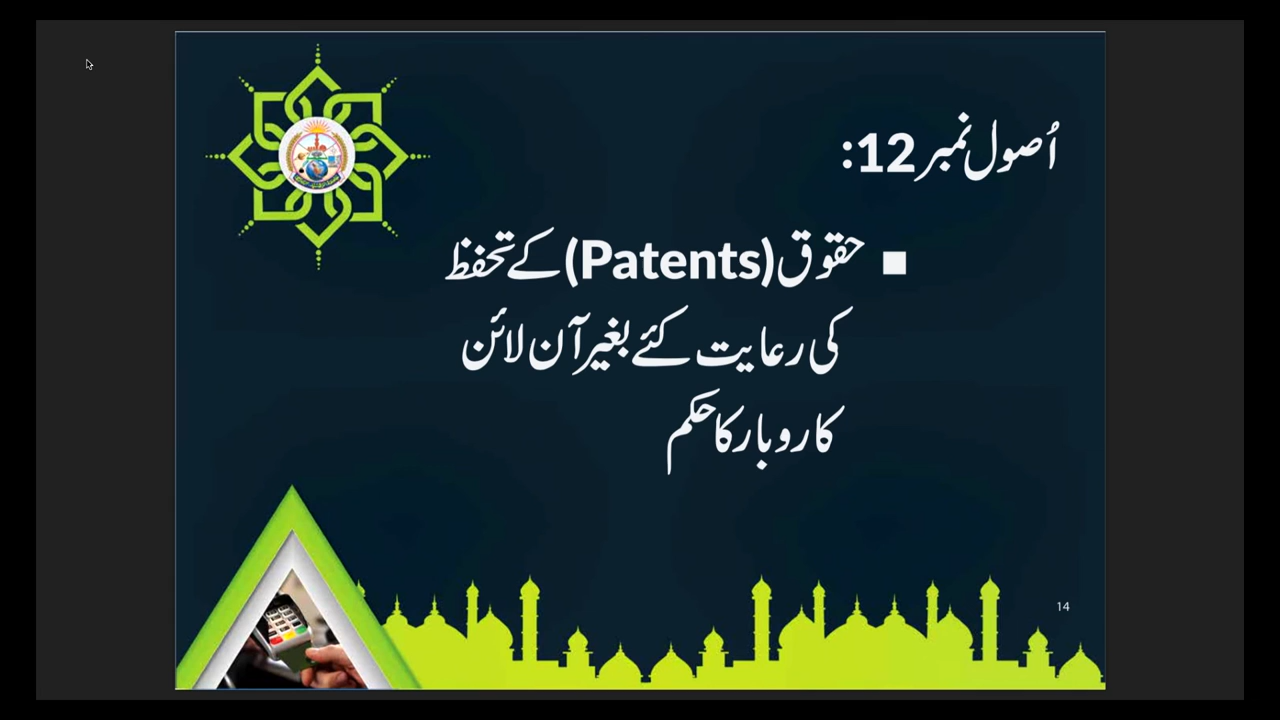 اُصول نمبر 12:
■ حقوق (Patents) کے تحفظ
کی رعایت کئے بغیر آن لائن
کاروبار کا حکم
14